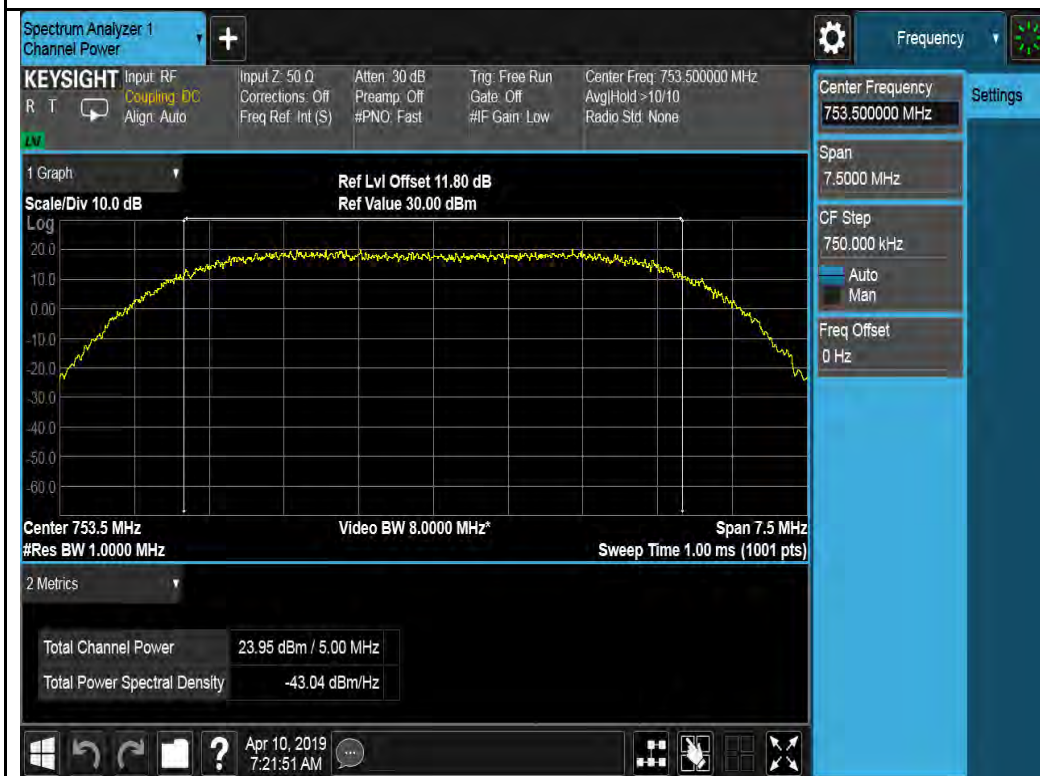 Spectrum Analyzer 1
Channel Power
+
Frequency
KEYSIGHT
R T
LXI
Input: RF
Coupling: DC
Align: Auto
Input Z: 50 Ω
Corrections: Off
Freq Ref: Int (S)
Atten: 30 dB
Preamp: Off
#PNO: Fast
Trig: Free Run
Gate: Off
#IF Gain: Low
Center Freq: 753.500000 MHz
Avg|Hold >10/10
Radio Std: None
Center Frequency
753.500000 MHz
Settings
Span
7.5000 MHz
CF Step
750.000 kHz
Auto
Man
Freq Offset
0 Hz
1 Graph
Scale/Div 10.0 dB
Ref Lvl Offset 11.80 dB
Ref Value 30.00 dBm
Log
20.0
10.0
0.00
-10.0
-20.0
-30.0
-40.0
-50.0
-60.0
Center 753.5 MHz
Video BW 8.0000 MHz*
Span 7.5 MHz
#Res BW 1.0000 MHz
Sweep Time 1.00 ms (1001 pts)
2 Metrics
Total Channel Power 23.95 dBm / 5.00 MHz
Total Power Spectral Density -43.04 dBm/Hz
?
Apr 10, 2019
7:21:51 AM